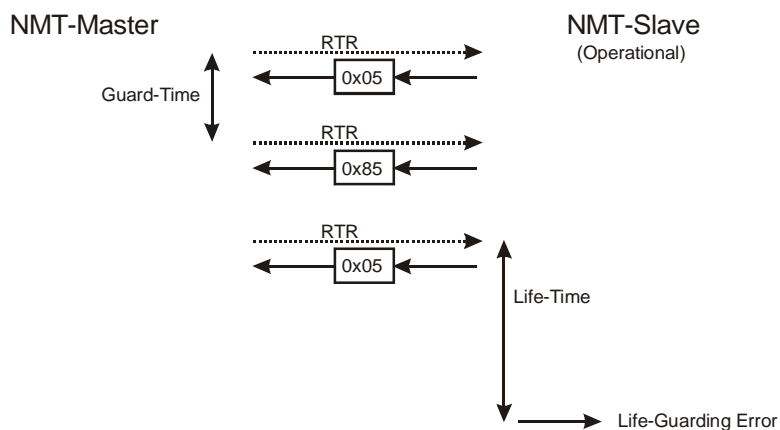 NMT-Master
NMT-Slave
(Operational)
RTR
0x05
Guard-Time
RTR
0x85
RTR
0x05
Life-Time
Life-Guarding Error